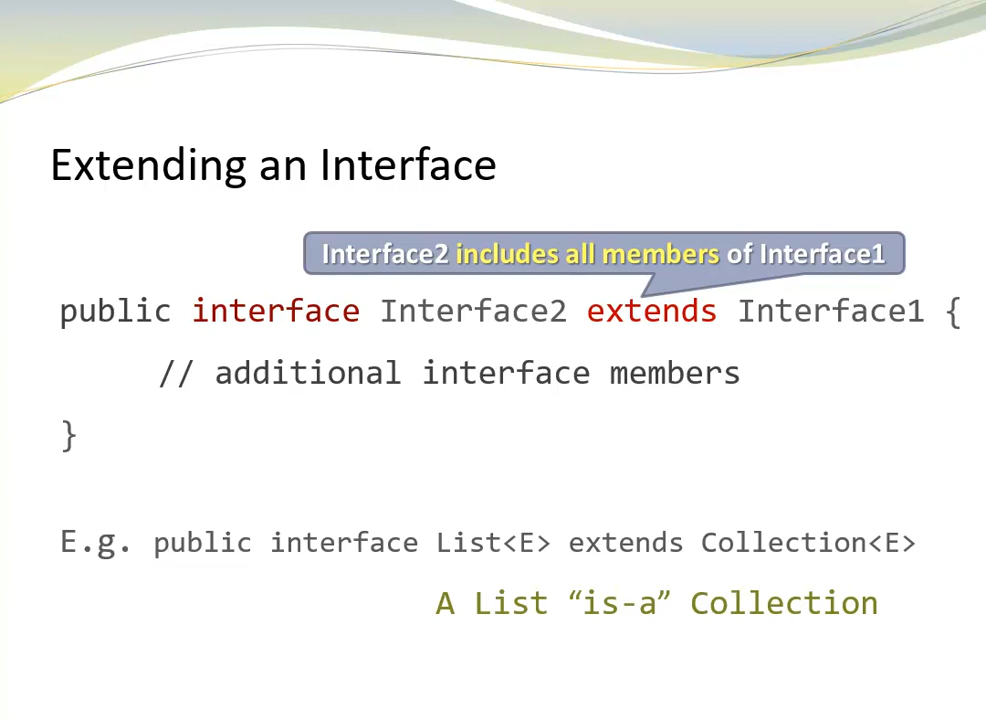 Extending an Interface
Interface2 includes all members of Interface1
public interface Interface2 extends Interface1 {
// additional interface members
}
E.g. public interface List<E> extends Collection<E>
A List “is-a” Collection